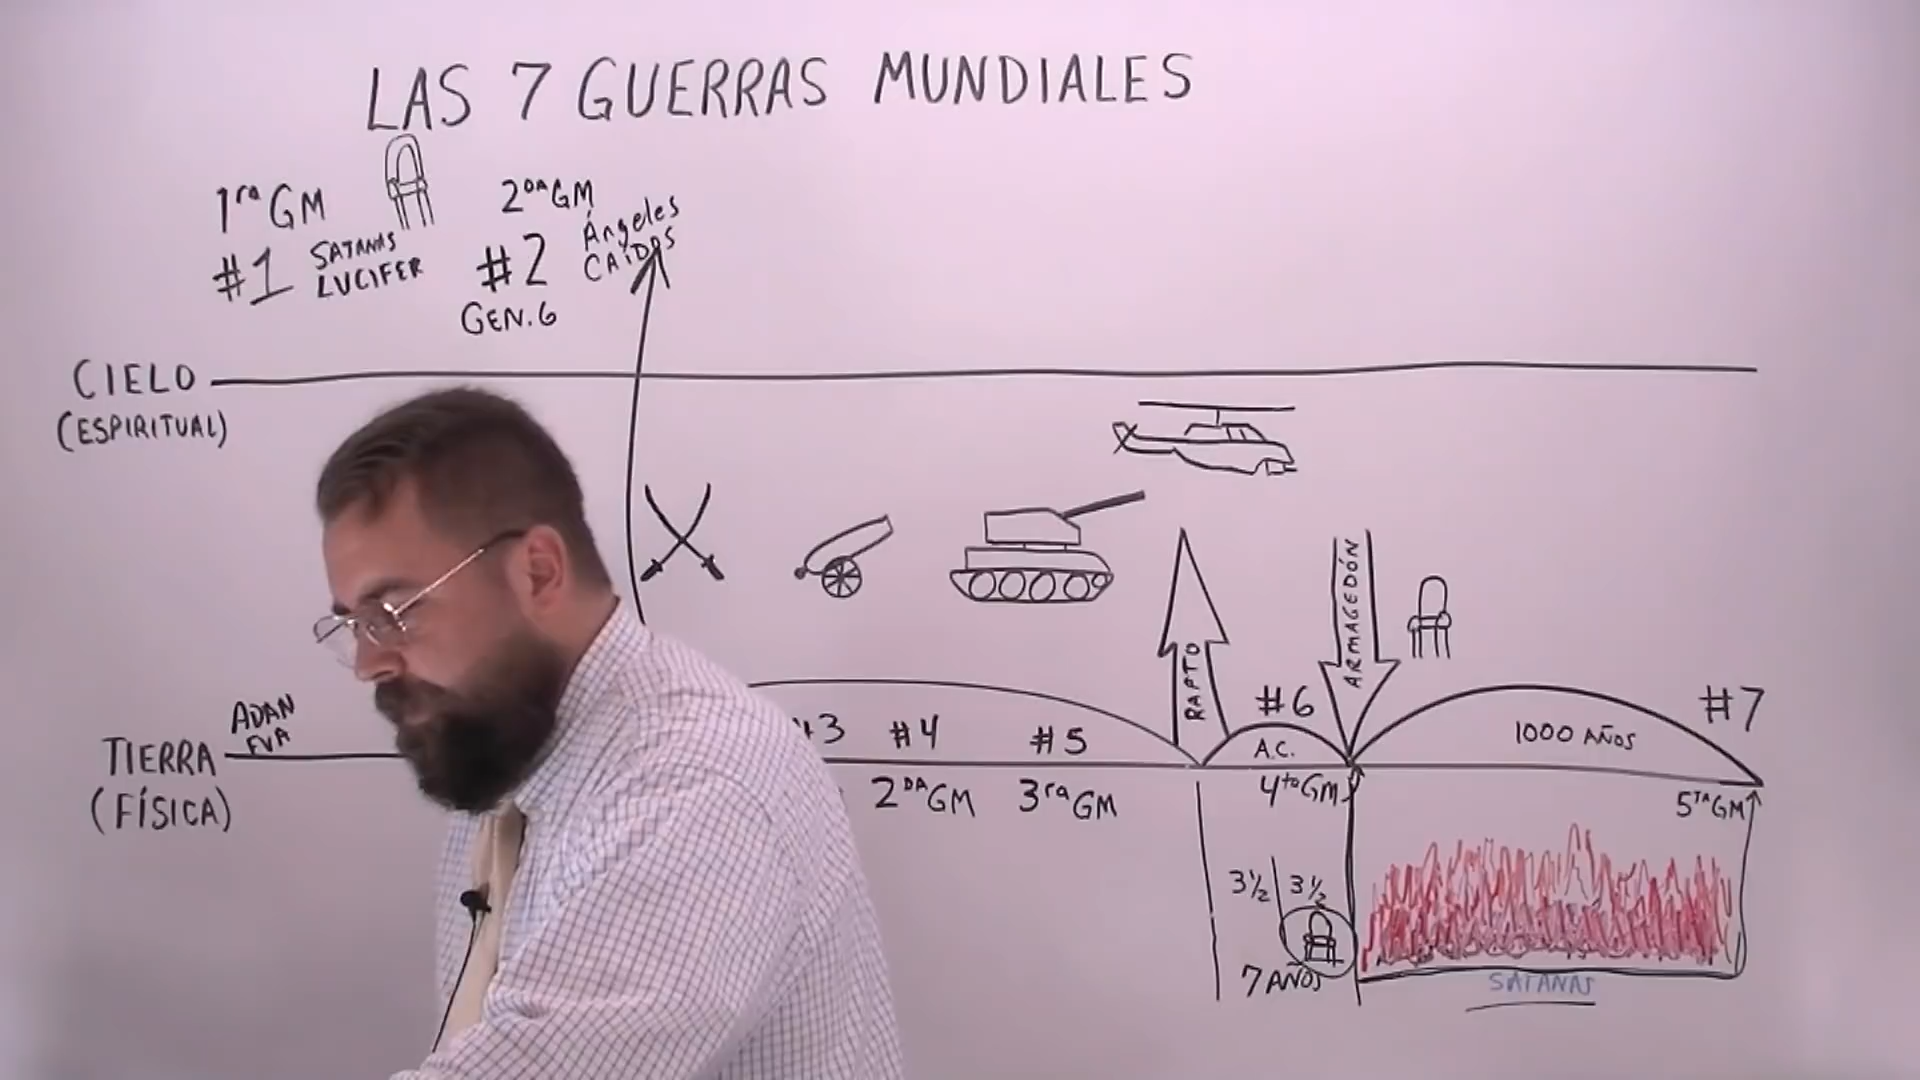 LAS 7 GUERRAS MUNDIALES
1ra GM
#1
SATANAS
LUCIFER
2DA GM
#2
Ángeles
CAÍDOS
GEN. 6
CIELO
(ESPIRITUAL)
ADAN
EVA
TIERRA
(FÍSICA)
#4
2DA GM
#5
3ra GM
RAPTO
#6
A.C.
4to GM
ARMAGEDÓN
1000 AÑOS
#7
5TA GM
3½ 3½
7 AÑOS
SATANAS